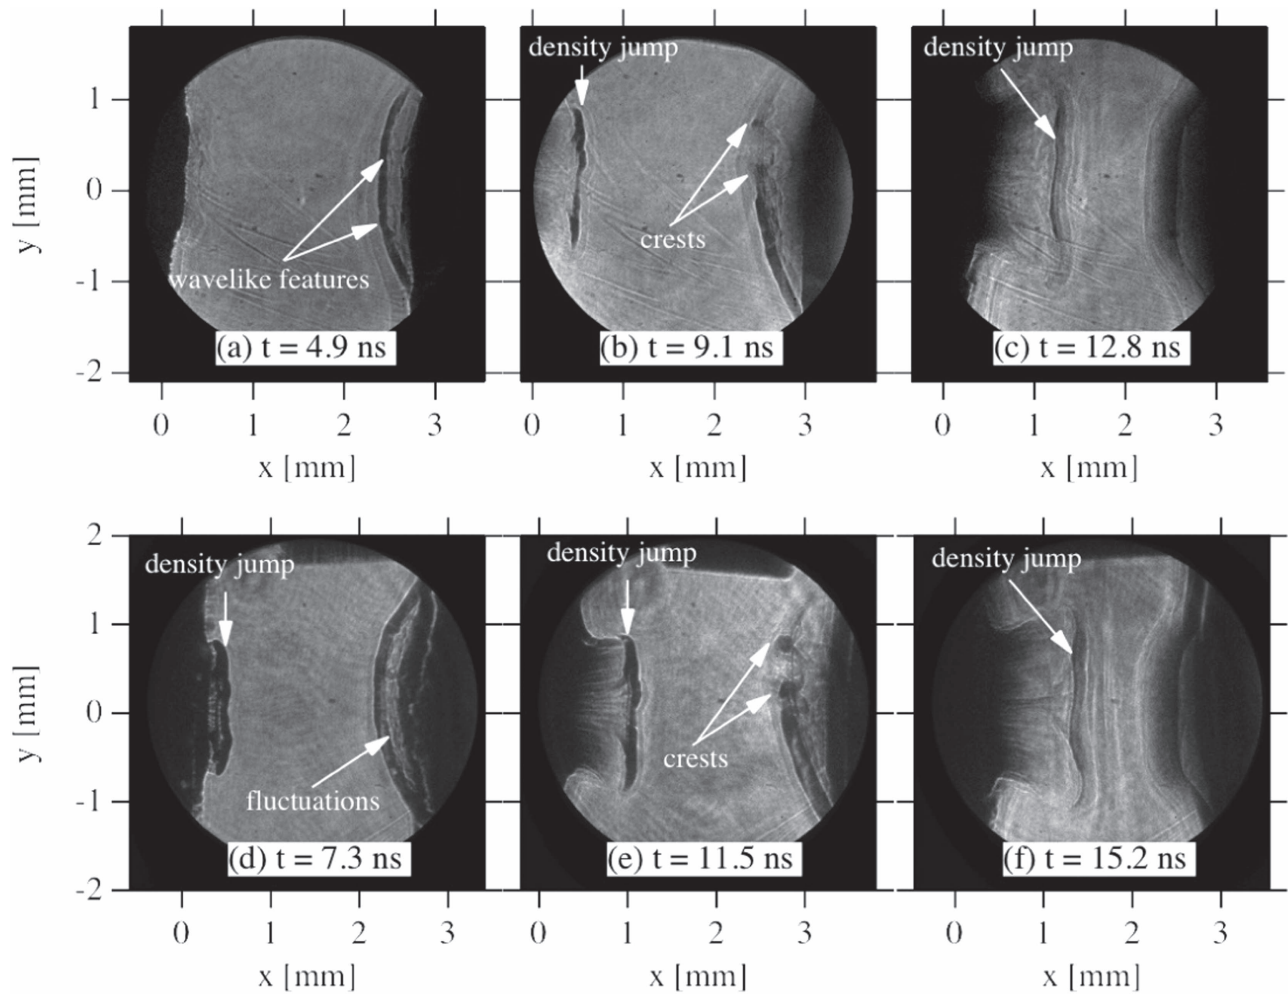 density jump
density jump
y [mm]
1
0
-1
-2
wavelike features
crests
(a) t = 4.9 ns
(b) t = 9.1 ns
(c) t = 12.8 ns
0 1 2 3
0 1 2 3
0 1 2 3
x [mm]
x [mm]
x [mm]
density jump
density jump
density jump
y [mm]
2
1
0
-1
-2
fluctuations
crests
(d) t = 7.3 ns
(e) t = 11.5 ns
(f) t = 15.2 ns
0 1 2 3
0 1 2 3
0 1 2 3
x [mm]
x [mm]
x [mm]